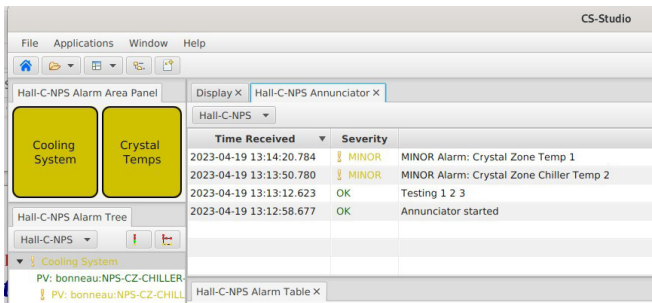 CS-Studio
File Applications Window Help
Hall-C-NPS Alarm Area Panel
Cooling System
Crystal Temps
Hall-C-NPS Alarm Tree
Hall-C-NPS
Cooling System
PV: bonneau:NPS-CZ-CHILLER-
PV: bonneau:NPS-CZ-CHILL
Display × Hall-C-NPS Annunciator ×
Hall-C-NPS
Time Received Severity
2023-04-19 13:14:20.784 MINOR MINOR Alarm: Crystal Zone Temp 1
2023-04-19 13:13:50.780 MINOR MINOR Alarm: Crystal Zone Chiller Temp 2
2023-04-19 13:13:12.623 OK Testing 1 2 3
2023-04-19 13:12:58.677 OK Annunciator started
Hall-C-NPS Alarm Table ×